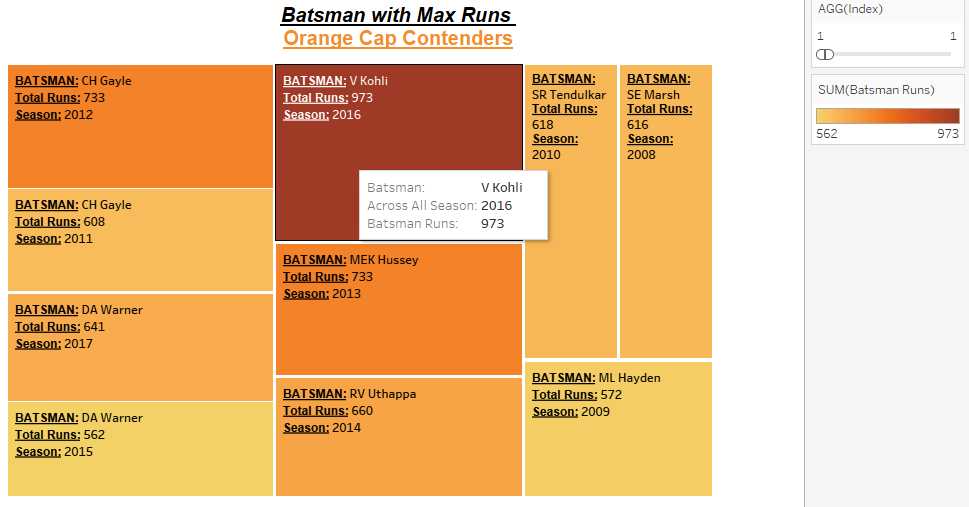 Batsman with Max Runs
Orange Cap Contenders
BATSMAN: CH Gayle
Total Runs: 733
Season: 2012
BATSMAN: CH Gayle
Total Runs: 608
Season: 2011
BATSMAN: DA Warner
Total Runs: 641
Season: 2017
BATSMAN: DA Warner
Total Runs: 562
Season: 2015
BATSMAN: V Kohli
Total Runs: 973
Season: 2016
Batsman: V Kohli
Across All Season: 2016
Batsman Runs: 973
BATSMAN: MEK Hussey
Total Runs: 733
Season: 2013
BATSMAN: RV Uthappa
Total Runs: 660
Season: 2014
BATSMAN:
SR Tendulkar
Total Runs:
618
Season:
2010
BATSMAN:
SE Marsh
Total Runs:
616
Season:
2008
BATSMAN: ML Hayden
Total Runs: 572
Season: 2009
AGG(Index)
1 1
SUM(Batsman Runs)
562 973